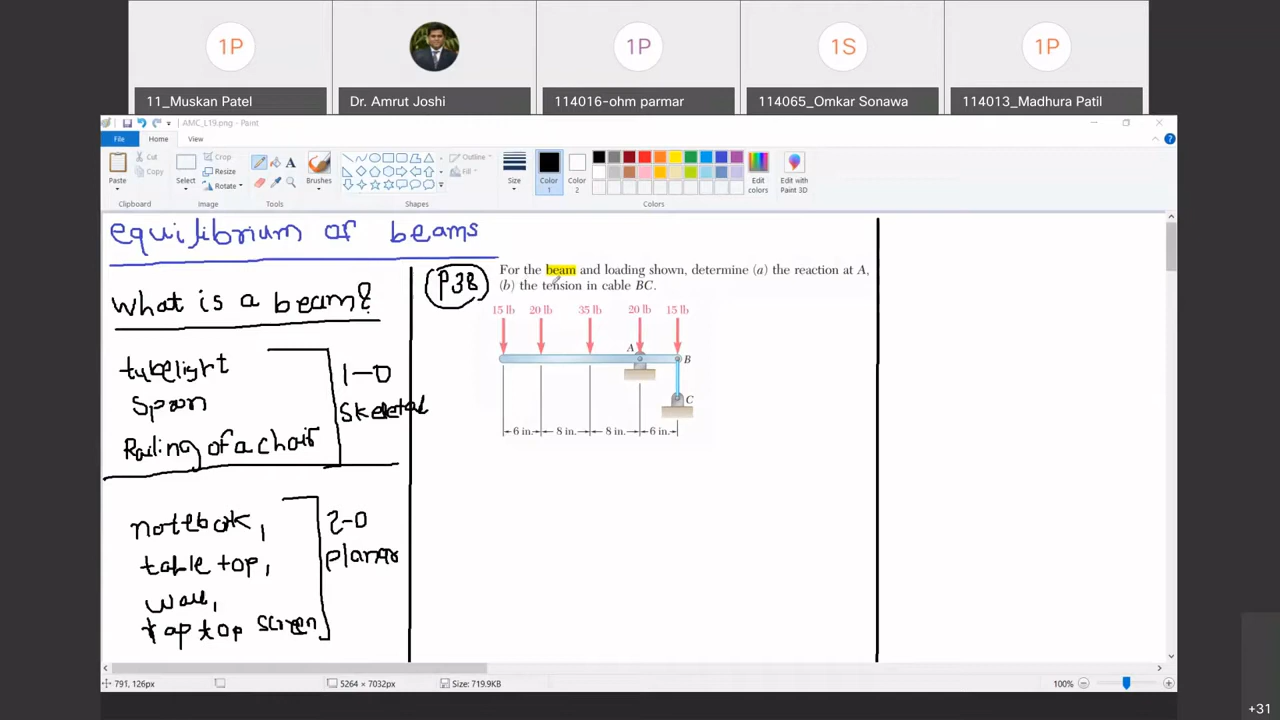 1P
1P
1S
1P
11_Muskan Patel
Dr. Amrut Joshi
114016-ohm parmar
114065_Omkar Sonawa
114013_Madhura Patil
AMC_L19.png - Paint
File
Home
View
Paste
Cut
Copy
Clipboard
Select
Crop
Resize
Rotate
Image
Tools
Brushes
Shapes
Outline
Fill
Size
Color 1
Color 2
Colors
Edit colors
Edit with Paint 3D
equilibrium of beams
What is a beam?
tubelight
Railing of a chair
1-D
Skeletal
notebook,
table top,
wall,
screen
2-D
planar
P38
For the beam and loading shown, determine (a) the reaction at A,
(b) the tension in cable BC.
15 lb 20 lb 35 lb 20 lb 15 lb
A
B
C
6 in. 8 in. 8 in. 6 in.
791, 126px
5264 × 7032px
Size: 719.9KB
100%
+31